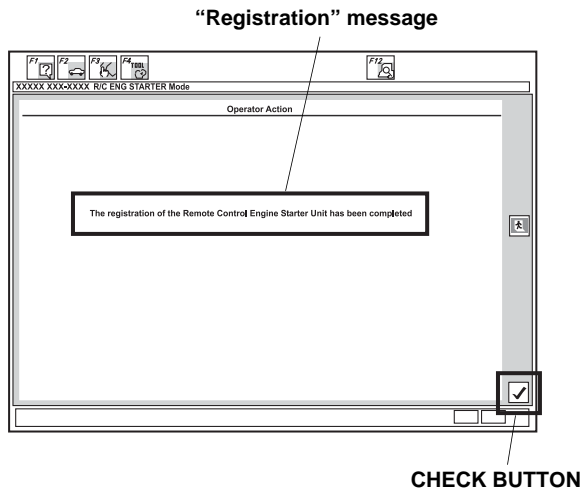 “Registration” message
F1 F2 F3 F4 TOOL F12
XXXXX XXX-XXXX R/C ENG STARTER Mode
Operator Action
The registration of the Remote Control Engine Starter Unit has been completed
CHECK BUTTON